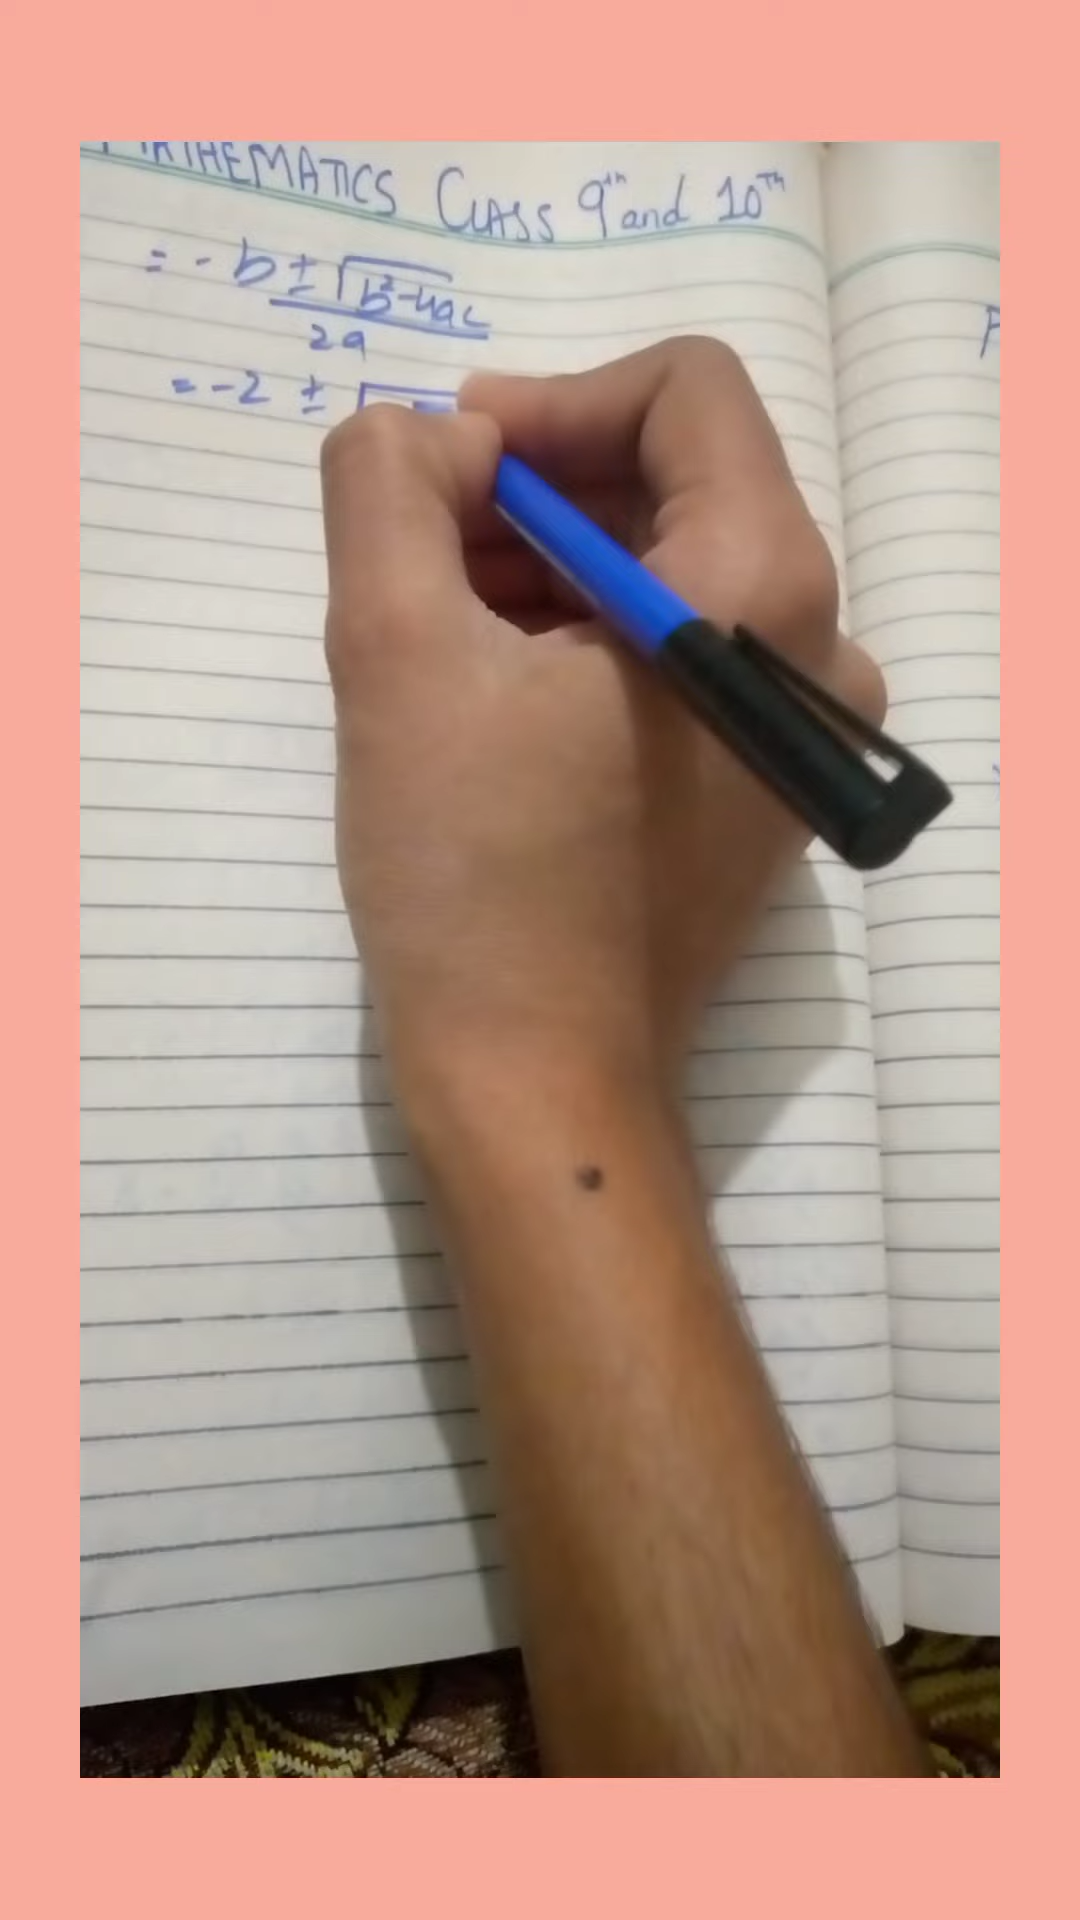 MATHEMATICS CLASS 9th and 10Th
= - b ± √b²-4ac
2a
= -2 ± √